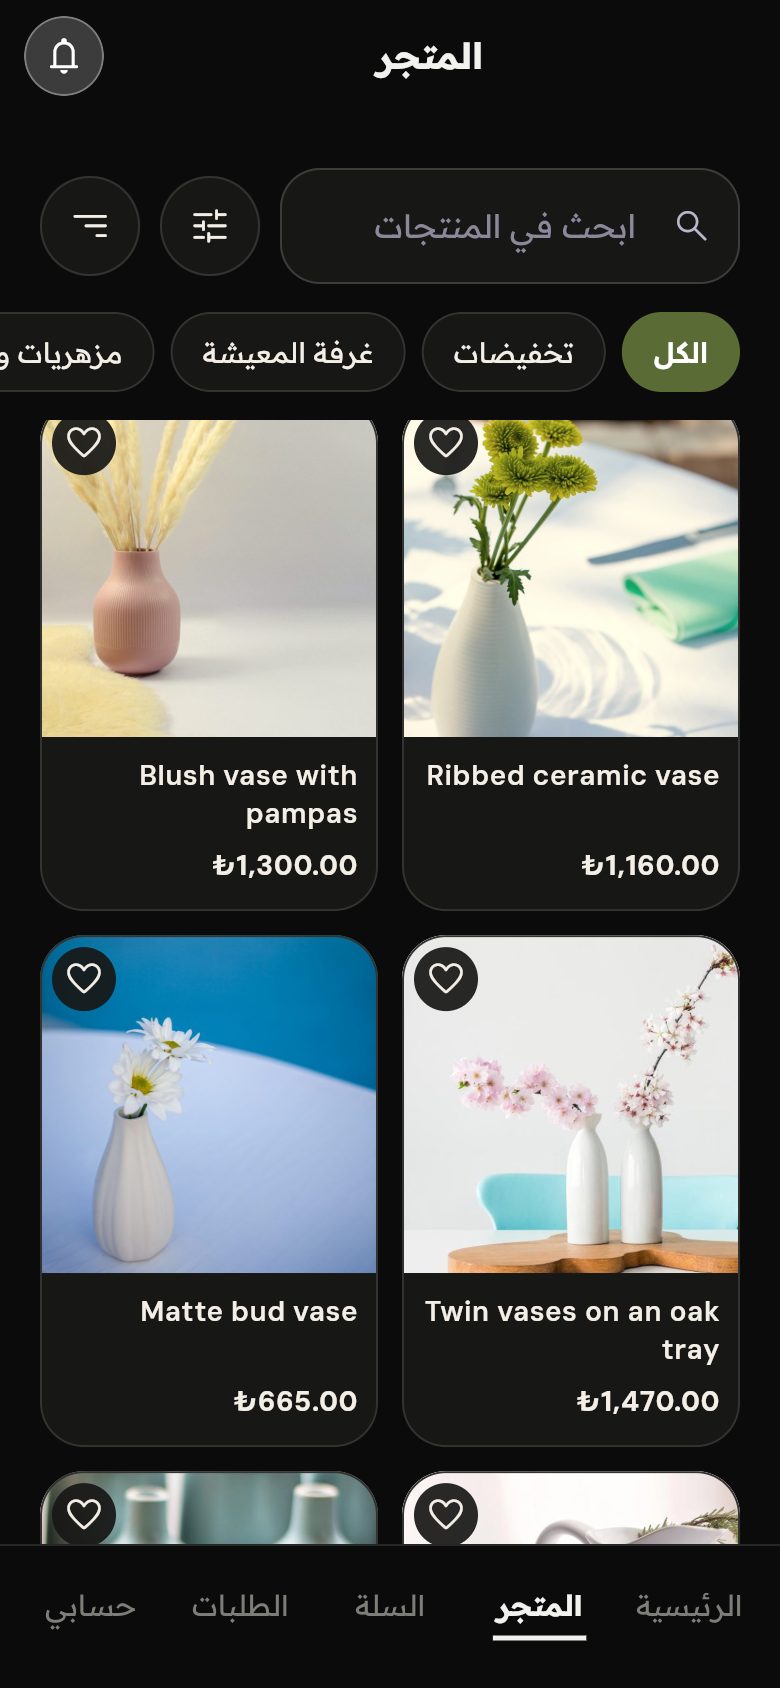 المتجر
ابحث في المنتجات
الكل
تخفيضات
غرفة المعيشة
مزهريات و
Ribbed ceramic vase
₺1,160.00
Blush vase with
pampas
₺1,300.00
Twin vases on an oak
tray
₺1,470.00
Matte bud vase
₺665.00
الرئيسية
المتجر
السلة
الطلبات
حسابي